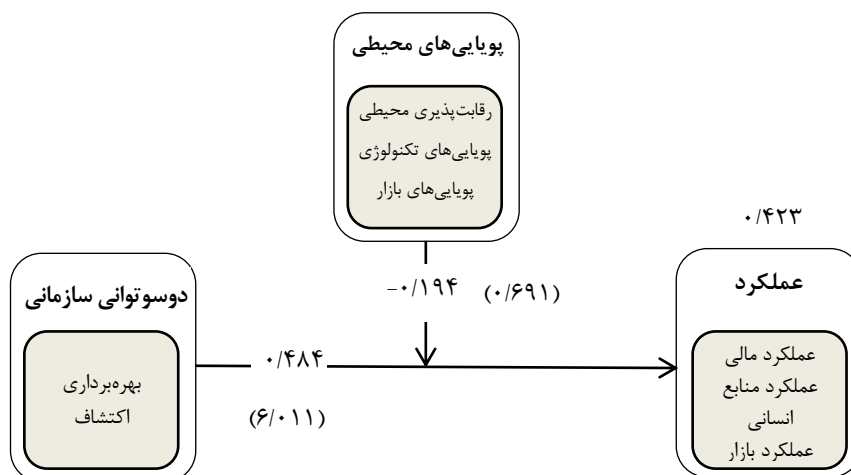 پویایی‌های محیطی
رقابت‌پذیری محیطی
پویایی‌های تکنولوژی
پویایی‌های بازار
۰/۴۲۳
عملکرد
عملکرد مالی
عملکرد منابع
انسانی
عملکرد بازار
-۰/۱۹۴ (۰/۶۹۱)
دوسوتوانی سازمانی
بهره‌برداری
اکتشاف
۰/۴۸۴
(۶/۰۱۱)